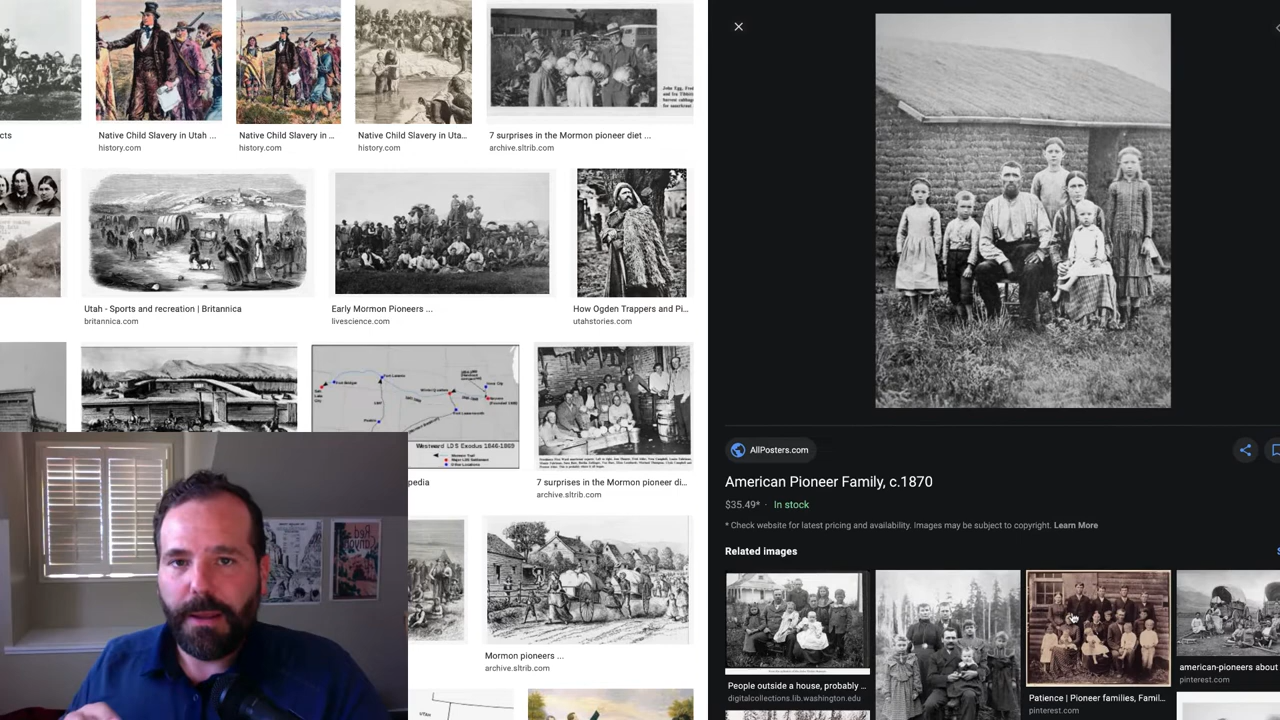 cts
Native Child Slavery in Utah ...
history.com
Native Child Slavery in ...
history.com
Native Child Slavery in Uta...
history.com
7 surprises in the Mormon pioneer diet ...
archive.sltrib.com
Utah - Sports and recreation | Britannica
britannica.com
Early Mormon Pioneers ...
livescience.com
How Ogden Trappers and Pi...
utahstories.com
Westward LDS Exodus 1846-1869
pedia
7 surprises in the Mormon pioneer di...
archive.sltrib.com
Mormon pioneers ...
archive.sltrib.com
UTAH
AllPosters.com
American Pioneer Family, c.1870
$35.49* · In stock
* Check website for latest pricing and availability. Images may be subject to copyright. Learn More
Related images
People outside a house, probably ...
digitalcollections.lib.washington.edu
Patience | Pioneer families, Famil...
pinterest.com
american-pioneers about
pinterest.com